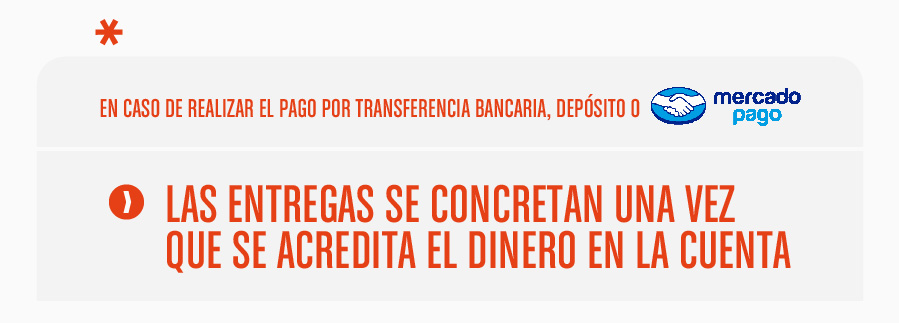 *
EN CASO DE REALIZAR EL PAGO POR TRANSFERENCIA BANCARIA, DEPÓSITO O mercado pago
LAS ENTREGAS SE CONCRETAN UNA VEZ
QUE SE ACREDITA EL DINERO EN LA CUENTA